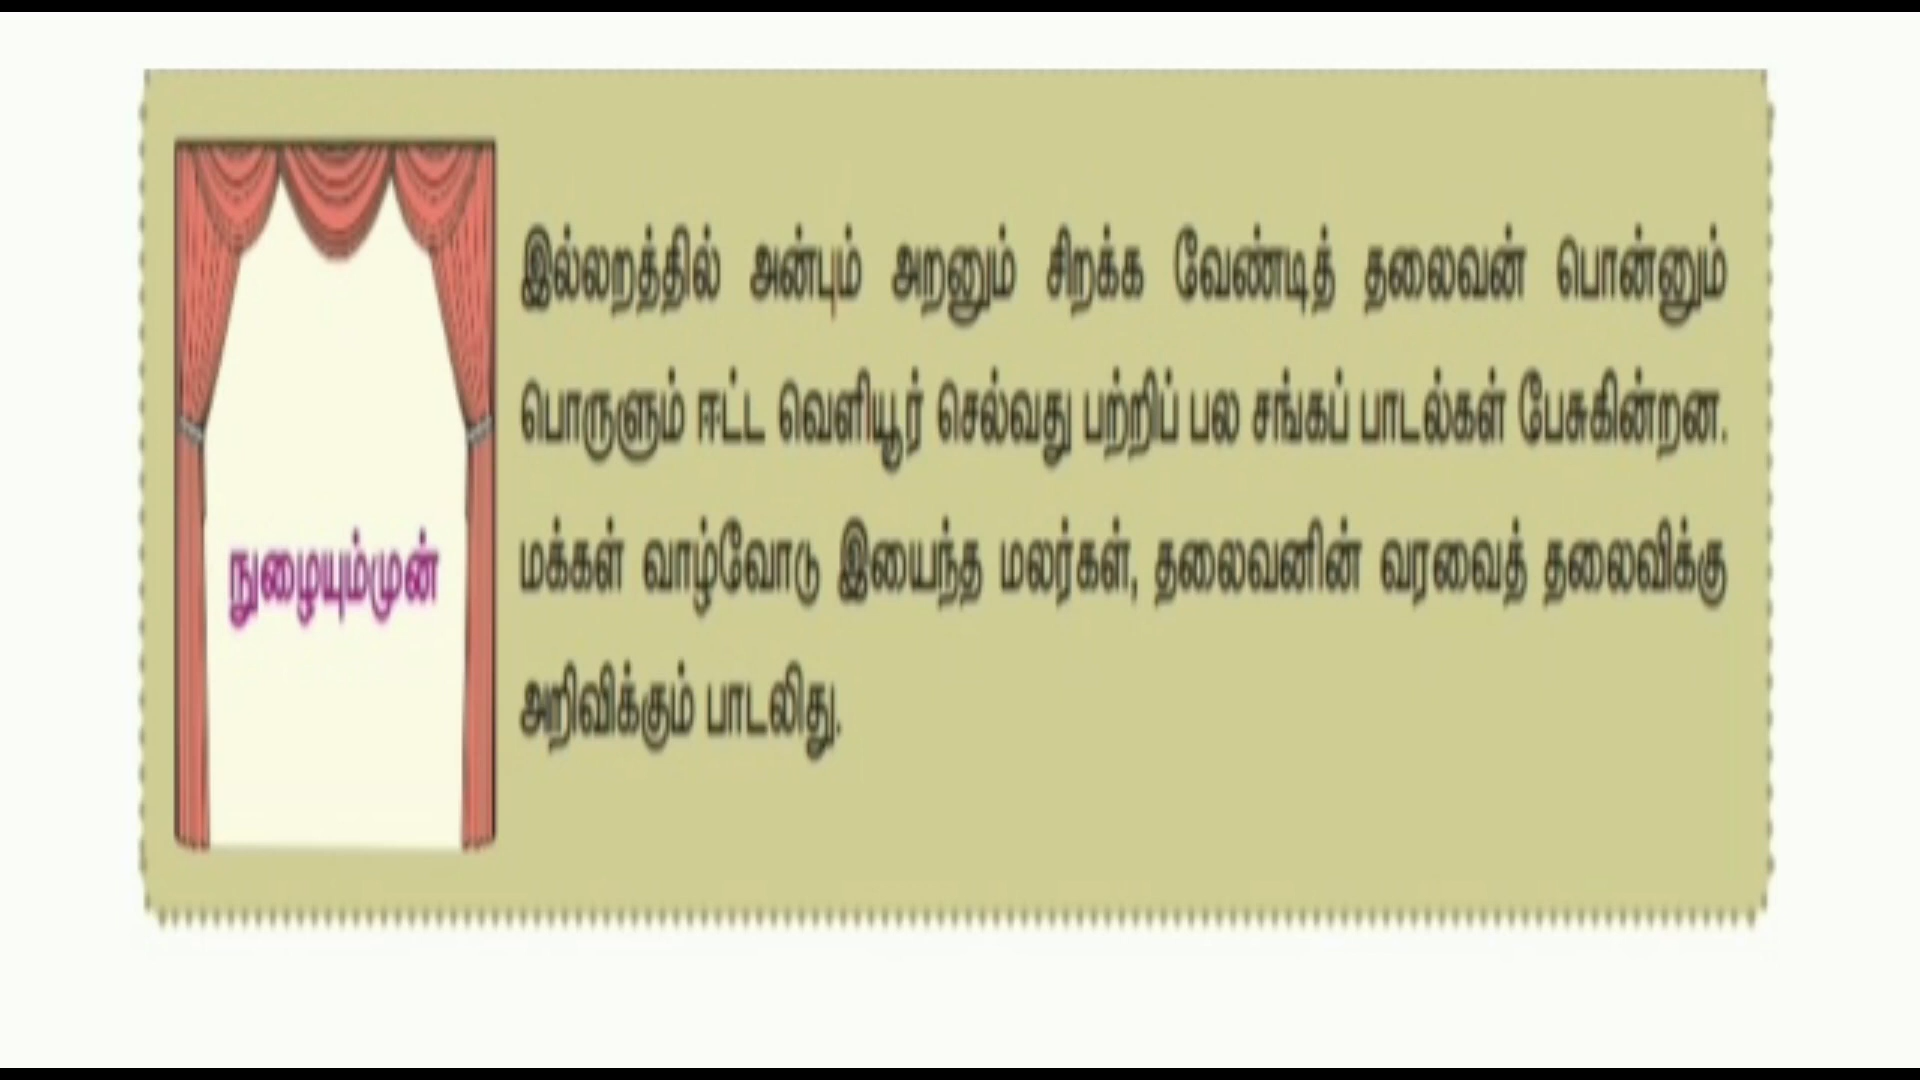 நுழையும்முன்
இல்லறத்தில் அன்பும் அறனும் சிறக்க வேண்டித் தலைவன் பொன்னும்
பொருளும் ஈட்ட வெளியூர் செல்வது பற்றிப் பல சங்கப் பாடல்கள் பேசுகின்றன.
மக்கள் வாழ்வோடு இயைந்த மலர்கள், தலைவனின் வரவைத் தலைவிக்கு
அறிவிக்கும் பாடலிது.